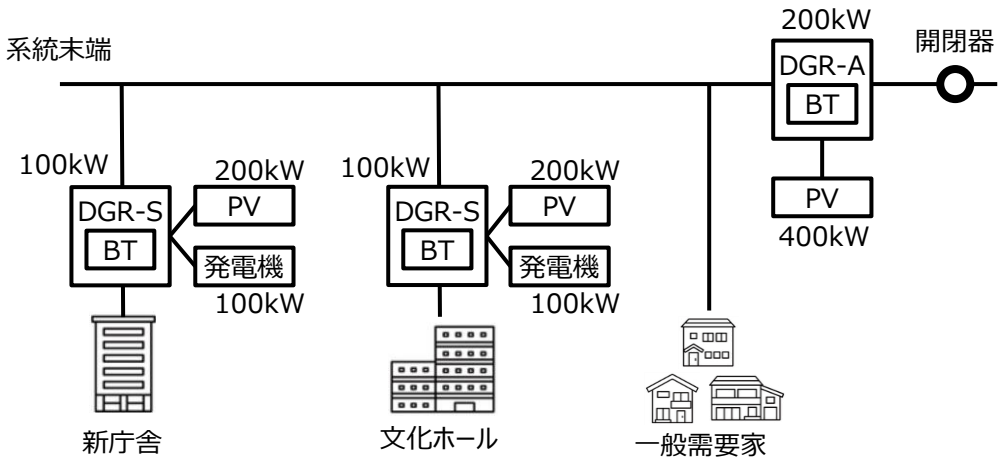 200kW
系統末端
開閉器
DGR-A
BT
100kW
200kW
100kW
200kW
DGR-S
PV
DGR-S
PV
PV
BT
発電機
BT
発電機
400kW
100kW
100kW
新庁舎
文化ホール
一般需要家